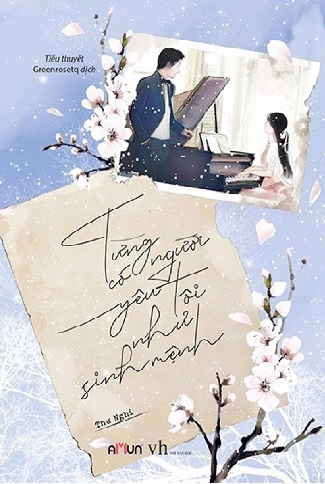 Tiểu thuyết
Greenrosetq dịch
Từng
có người
yêu tôi
như
sinh mệnh
Thư Nghi
AMUN vh